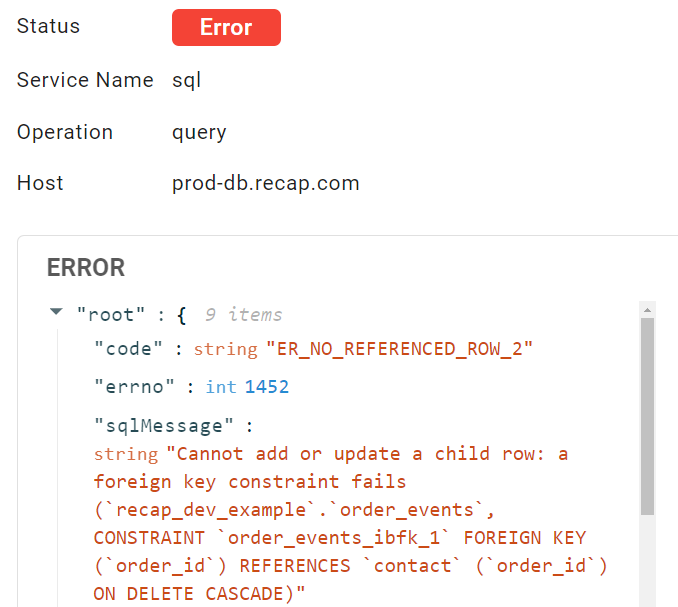 Status Error
Service Name sql
Operation query
Host prod-db.recap.com
ERROR
"root" : { 9 items
"code" : string "ER_NO_REFERENCED_ROW_2"
"errno" : int 1452
"sqlMessage" :
string "Cannot add or update a child row: a
foreign key constraint fails
(`recap_dev_example`.`order_events`,
CONSTRAINT `order_events_ibfk_1` FOREIGN KEY
(`order_id`) REFERENCES `contact` (`order_id`)
ON DELETE CASCADE)"